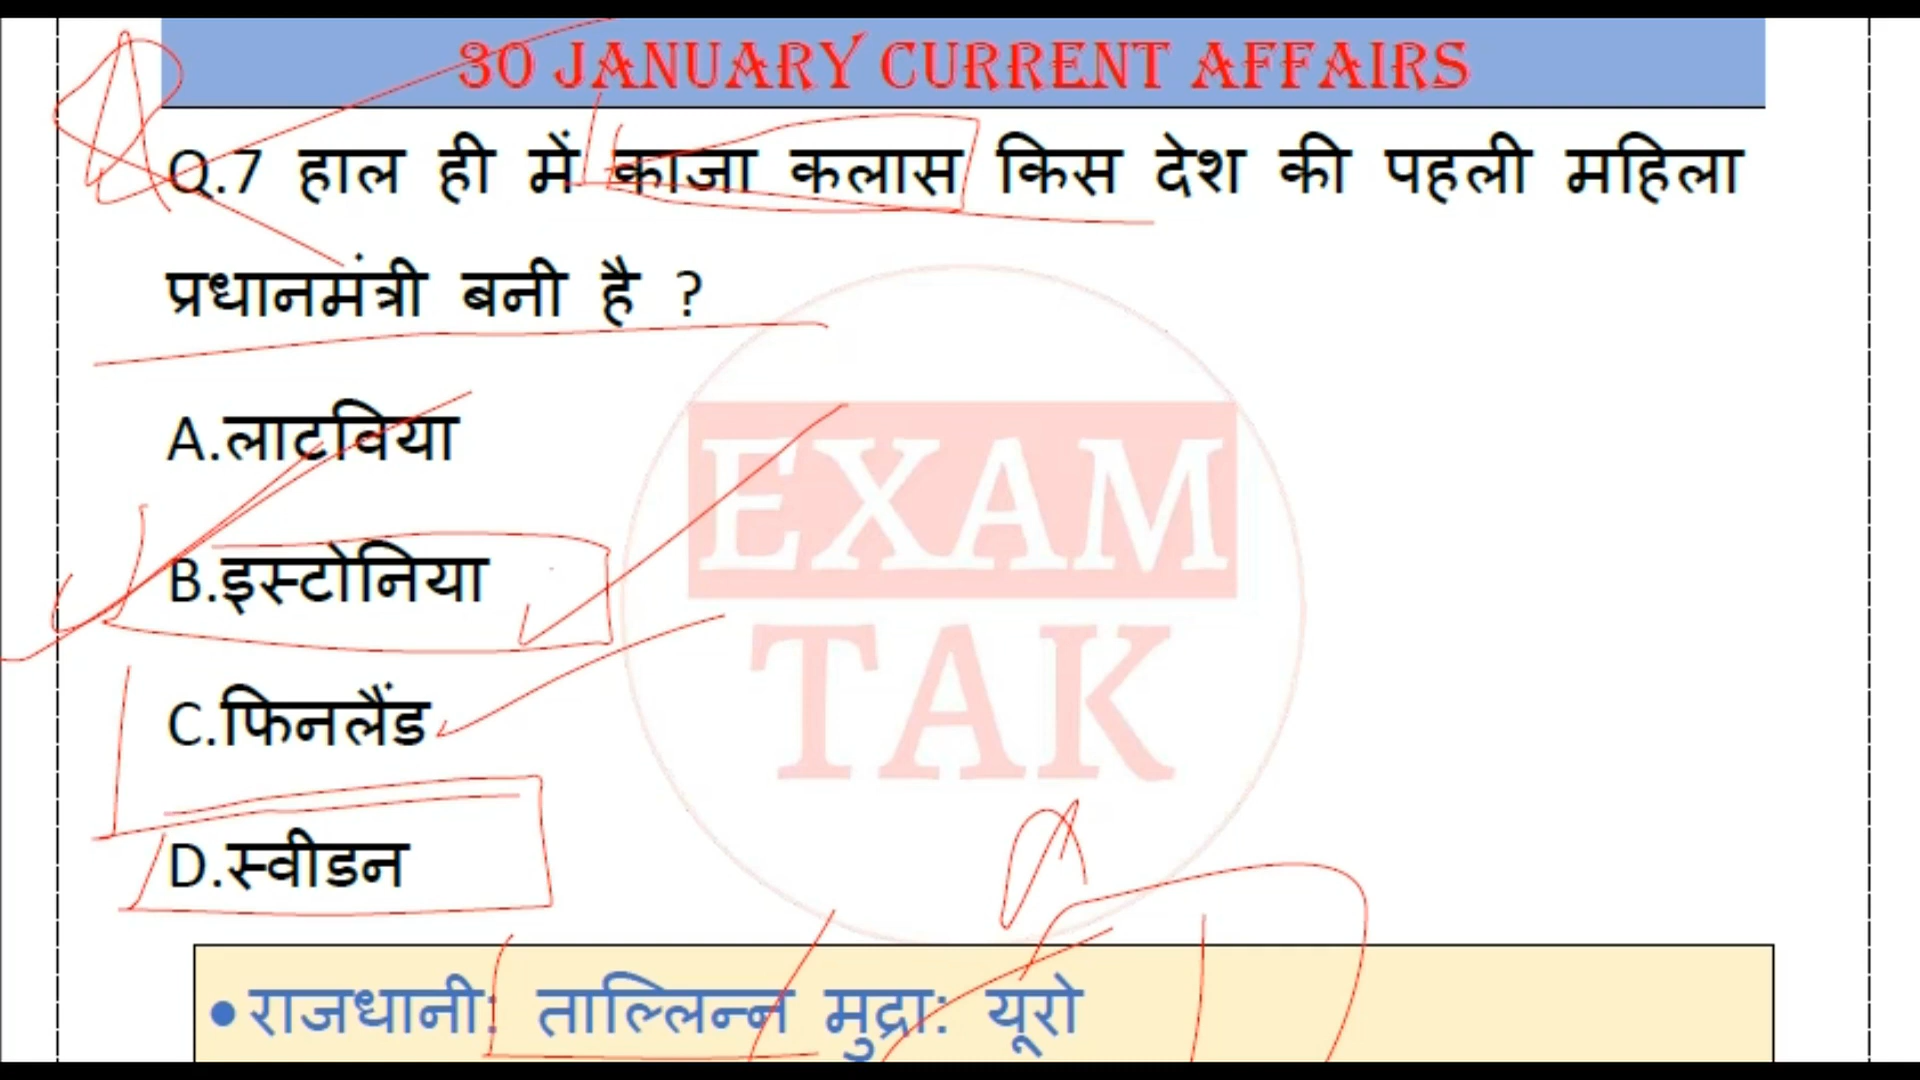 30 JANUARY CURRENT AFFAIRS
Q.7 हाल ही में काजा कलास किस देश की पहली महिला
प्रधानमंत्री बनी है ?
A.लाटविया
B.इस्टोनिया
C.फिनलैंड
D.स्वीडन
EXAM
TAK
•राजधानी: ताल्लिन्न मुद्रा: यूरो